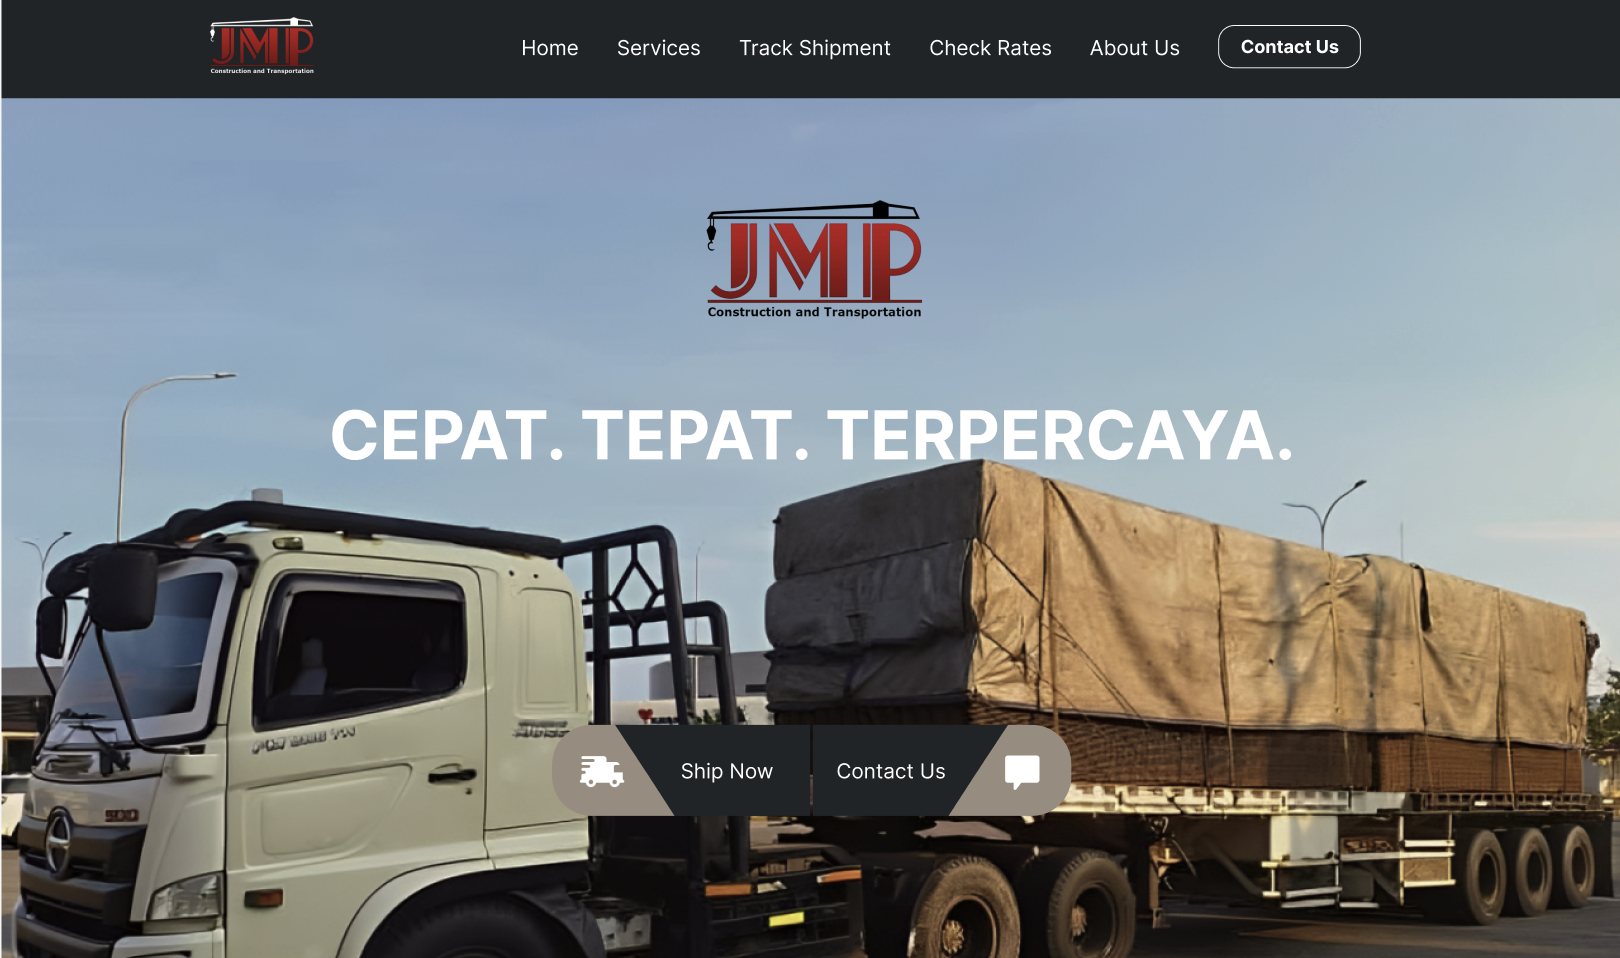 JMP
Construction and Transportation
Home
Services
Track Shipment
Check Rates
About Us
Contact Us
JMP
Construction and Transportation
CEPAT. TEPAT. TERPERCAYA.
500
Ship Now
Contact Us